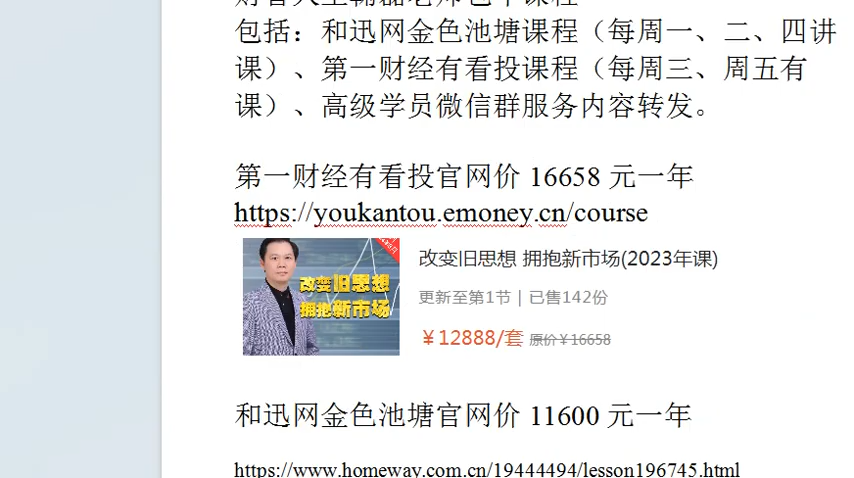 包括：和迅网金色池塘课程（每周一、二、四讲
课）、第一财经有看投课程（每周三、周五有
课）、高级学员微信群服务内容转发。
第一财经有看投官网价 16658 元一年
https://youkantou.emoney.cn/course
改变旧思想
拥抱新市场
改变旧思想 拥抱新市场(2023年课)
更新至第1节 | 已售142份
￥12888/套 原价￥16658
和迅网金色池塘官网价 11600 元一年
https://www.homeway.com.cn/19444494/lesson196745.html